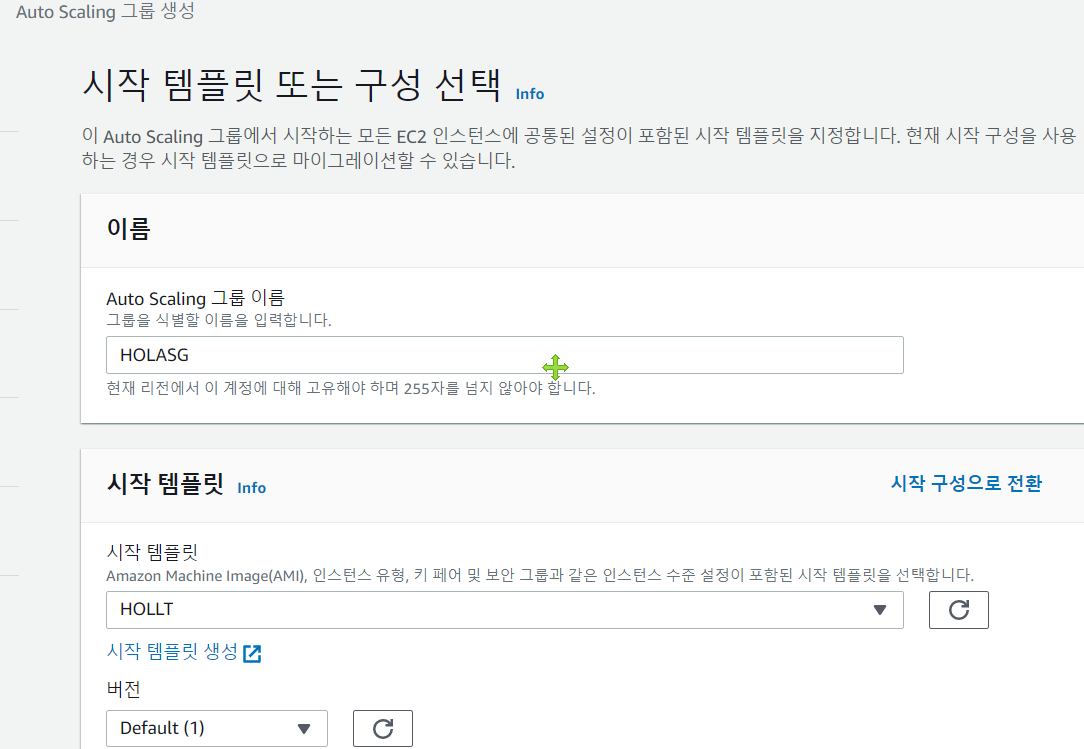 Auto Scaling 그룹 생성
시작 템플릿 또는 구성 선택 Info
이 Auto Scaling 그룹에서 시작하는 모든 EC2 인스턴스에 공통된 설정이 포함된 시작 템플릿을 지정합니다. 현재 시작 구성을 사용
하는 경우 시작 템플릿으로 마이그레이션할 수 있습니다.
이름
Auto Scaling 그룹 이름
그룹을 식별할 이름을 입력합니다.
HOLASG
현재 리전에서 이 계정에 대해 고유해야 하며 255자를 넘지 않아야 합니다.
시작 템플릿 Info 시작 구성으로 전환
시작 템플릿
Amazon Machine Image(AMI), 인스턴스 유형, 키 페어 및 보안 그룹과 같은 인스턴스 수준 설정이 포함된 시작 템플릿을 선택합니다.
HOLLT
시작 템플릿 생성
버전
Default (1)